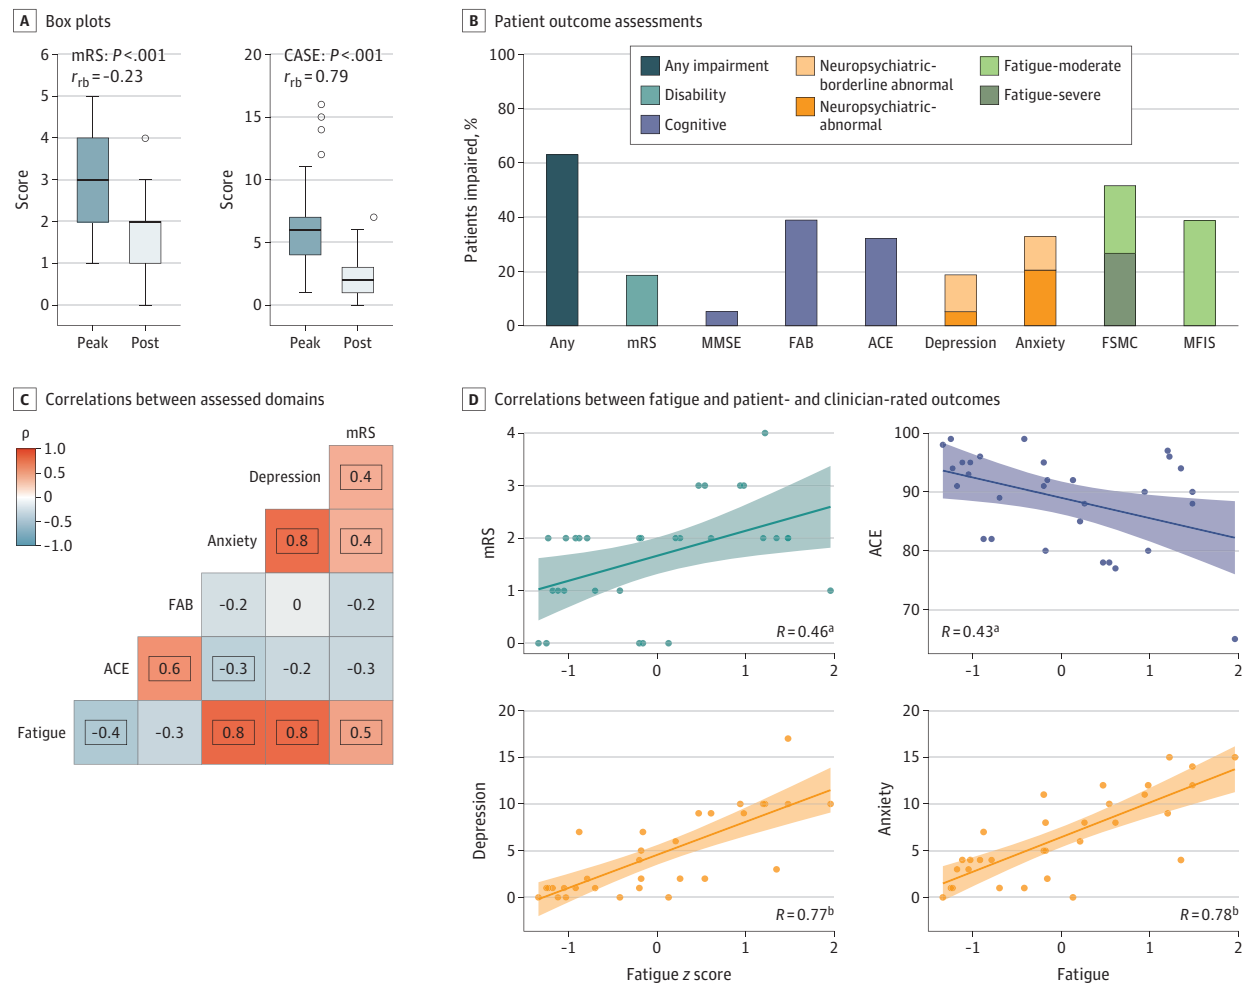 A Box plots
mRS: P<.001
r_rb=-0.23
6
5
4
3
2
1
0
Score
Peak Post
CASE: P<.001
r_rb=0.79
20
15
10
5
0
Score
Peak Post
B Patient outcome assessments
Any impairment
Disability
Cognitive
Neuropsychiatric-
borderline abnormal
Neuropsychiatric-
abnormal
Fatigue-moderate
Fatigue-severe
100
80
60
40
20
0
Patients impaired, %
Any mRS MMSE FAB ACE Depression Anxiety FSMC MFIS
C Correlations between assessed domains
ρ
1.0
0.5
0
−0.5
−1.0
mRS
Depression 0.4
Anxiety 0.8 0.4
FAB -0.2 0 -0.2
ACE 0.6 -0.3 -0.2 -0.3
Fatigue -0.4 -0.3 0.8 0.8 0.5
D Correlations between fatigue and patient- and clinician-rated outcomes
4
3
2
1
0
mRS
R=0.46a
-1 0 1 2
100
90
80
70
ACE
R=0.43a
-1 0 1 2
20
15
10
5
0
Depression
R=0.77b
-1 0 1 2
Fatigue z score
20
15
10
5
0
Anxiety
R=0.78b
-1 0 1 2
Fatigue